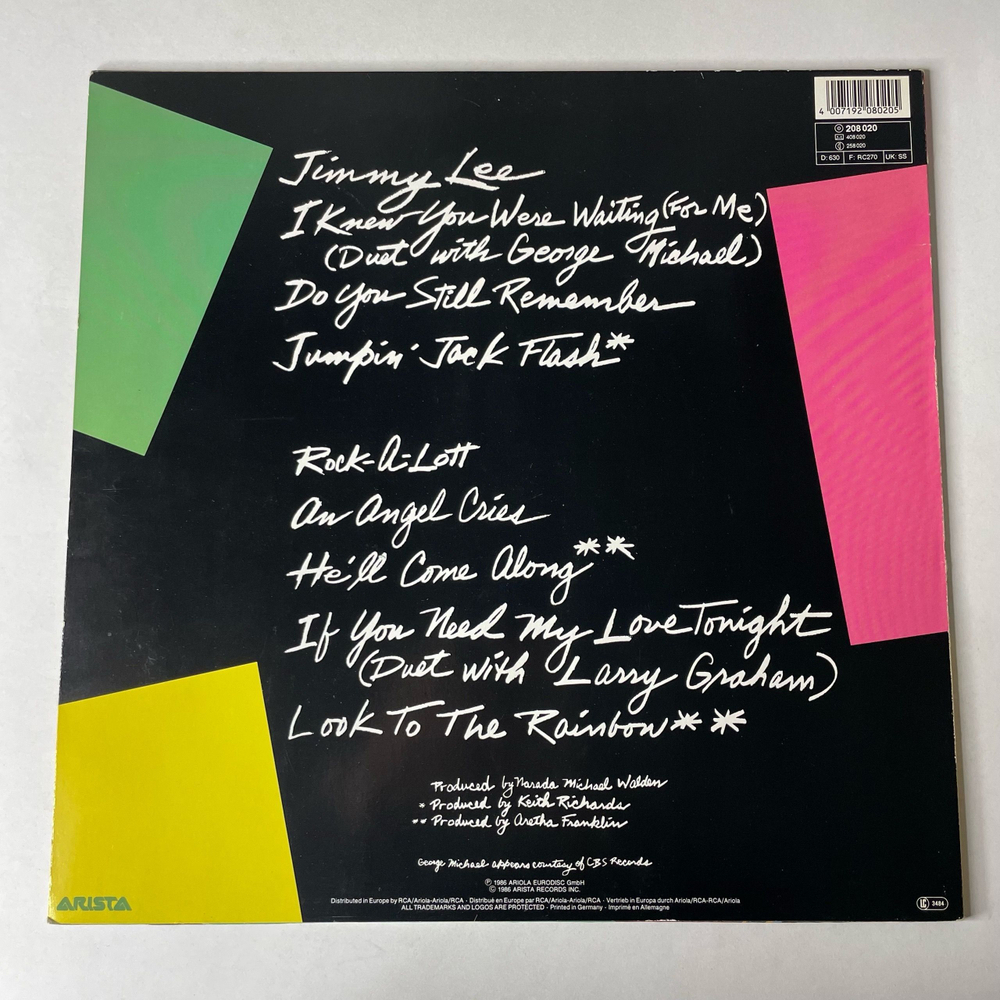 4 007192 080205
208 020
408 020
258 020
D: 630 F: RC270 UK: SS
Jimmy Lee
I Knew You Were Waiting (For Me)
(Duet with George Michael)
Do You Still Remember
Jumpin' Jack Flash*
Rock-A-Lott
An Angel Cries
He'll Come Along**
If You Need My Love Tonight
(Duet with Larry Graham)
Look To The Rainbow**
Produced by Narada Michael Walden
* Produced by Keith Richards
** Produced by Aretha Franklin
George Michael appears courtesy of CBS Records
℗ 1986 ARIOLA EURODISC GmbH
© 1986 ARISTA RECORDS INC.
Distributed in Europe by RCA/Ariola-Ariola/RCA · Distribué en Europe par RCA/Ariola-Ariola/RCA · Vertrieb in Europa durch Ariola/RCA-RCA/Ariola
ALL TRADEMARKS AND LOGOS ARE PROTECTED · Printed in Germany · Imprimé en Allemagne
ARISTA
LC 3484